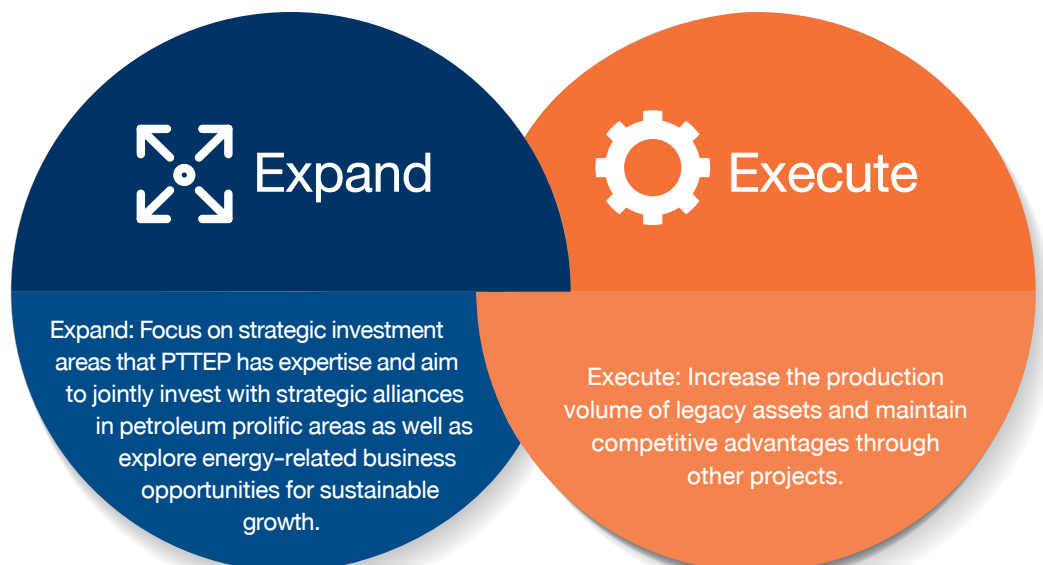 Expand
Expand: Focus on strategic investment
areas that PTTEP has expertise and aim
to jointly invest with strategic alliances
in petroleum prolific areas as well as
explore energy-related business
opportunities for sustainable
growth.
Execute
Execute: Increase the production
volume of legacy assets and maintain
competitive advantages through
other projects.